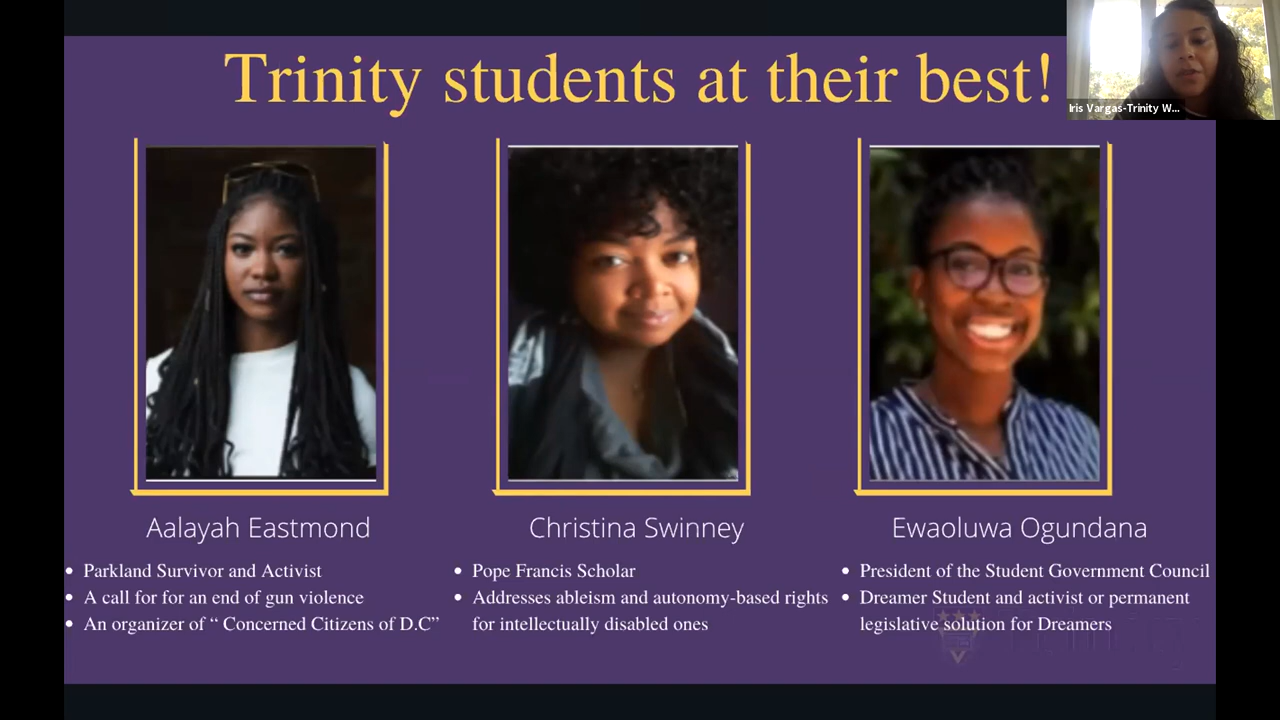 Trinity students at their best!
Iris Vargas-Trinity W...
Aalayah Eastmond
Christina Swinney
Ewaoluwa Ogundana
• Parkland Survivor and Activist
• A call for for an end of gun violence
• An organizer of “ Concerned Citizens of D.C”
• Pope Francis Scholar
• Addresses ableism and autonomy-based rights
for intellectually disabled ones
• President of the Student Government Council
• Dreamer Student and activist or permanent
legislative solution for Dreamers